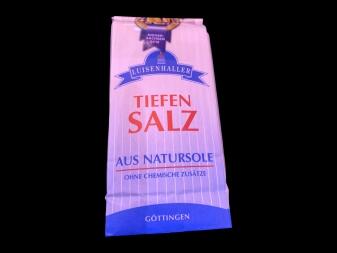 LUISENHALLER
TIEFEN
SALZ
AUS NATURSOLE
OHNE CHEMISCHE ZUSÄTZE
GÖTTINGEN